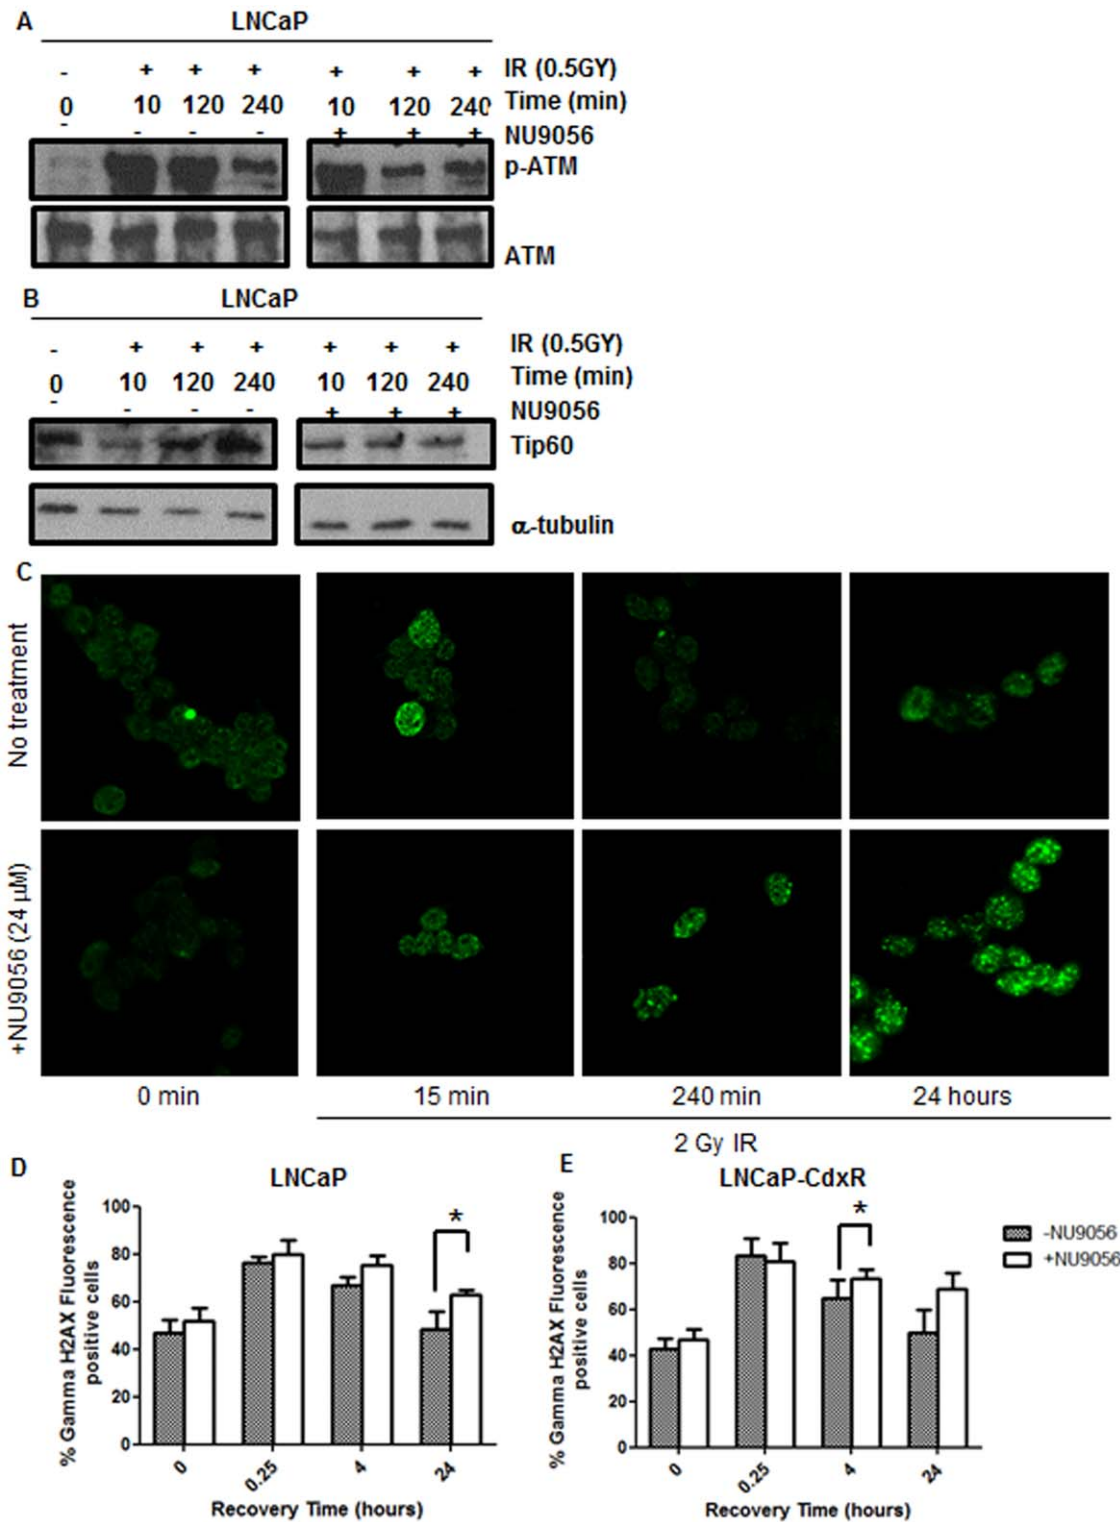 A
LNCaP
- + + + + + + IR (0.5GY)
0 10 120 240 10 120 240 Time (min)
- - - - + + + NU9056
p-ATM
ATM
B
LNCaP
- + + + + + + IR (0.5GY)
0 10 120 240 10 120 240 Time (min)
- - - - + + + NU9056
Tip60
α-tubulin
C
No treatment
+NU9056 (24 µM)
0 min 15 min 240 min 24 hours
2 Gy IR
D
LNCaP
% Gamma H2AX Fluorescence
positive cells
100
80
60
40
20
0
0 0.25 4 24
*
Recovery Time (hours)
E
LNCaP-CdxR
% Gamma H2AX Fluorescence
positive cells
100
80
60
40
20
0
0 0.25 4 24
*
Recovery Time (hours)
-NU9056
+NU9056